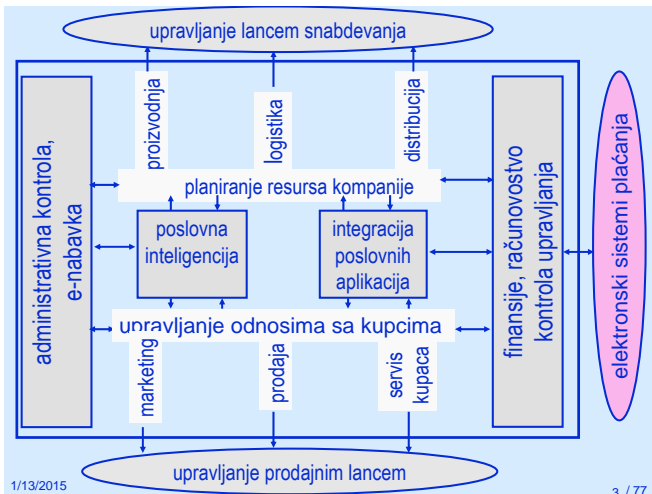 upravljanje lancem snabdevanja
proizvodnja
logistika
distribucija
administrativna kontrola,
e-nabavka
planiranje resursa kompanije
poslovna
inteligencija
integracija
poslovnih
aplikacija
finansije, računovostvo
kontrola upravljanja
elektronski sistemi plaćanja
upravljanje odnosima sa kupcima
marketing
prodaja
servis
kupaca
upravljanje prodajnim lancem
1/13/2015
3 / 77